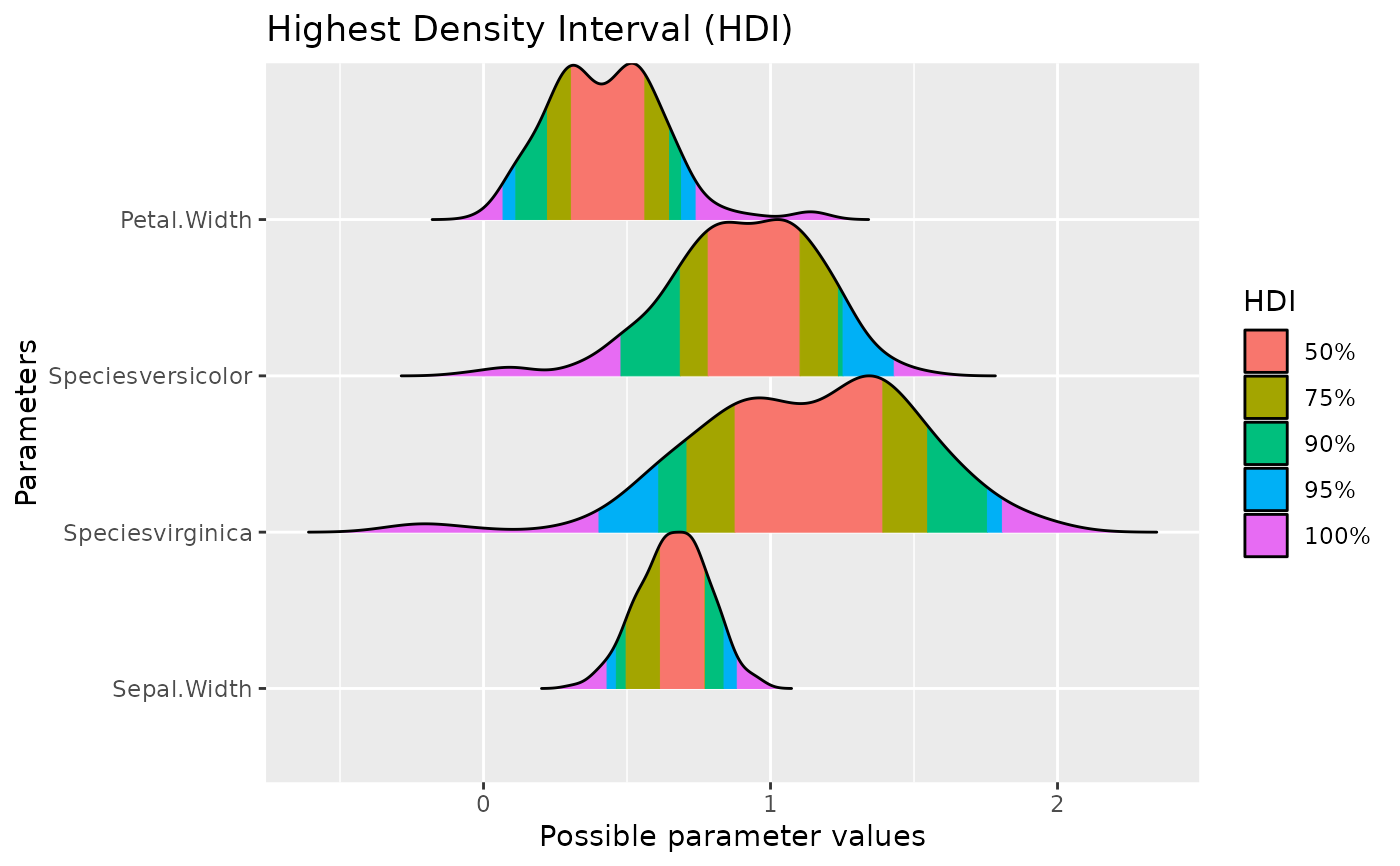 Highest Density Interval (HDI)
Parameters
Petal.Width
Speciesversicolor
Speciesvirginica
Sepal.Width
0
1
2
Possible parameter values
HDI
50%
75%
90%
95%
100%